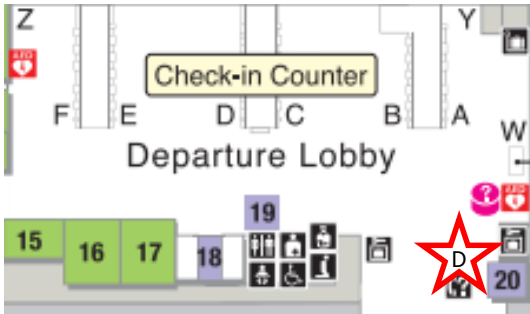 Z
Y
AED
Check-in Counter
F E D C B A
W
Departure Lobby
?
AED
19
15 16 17 18
D
20